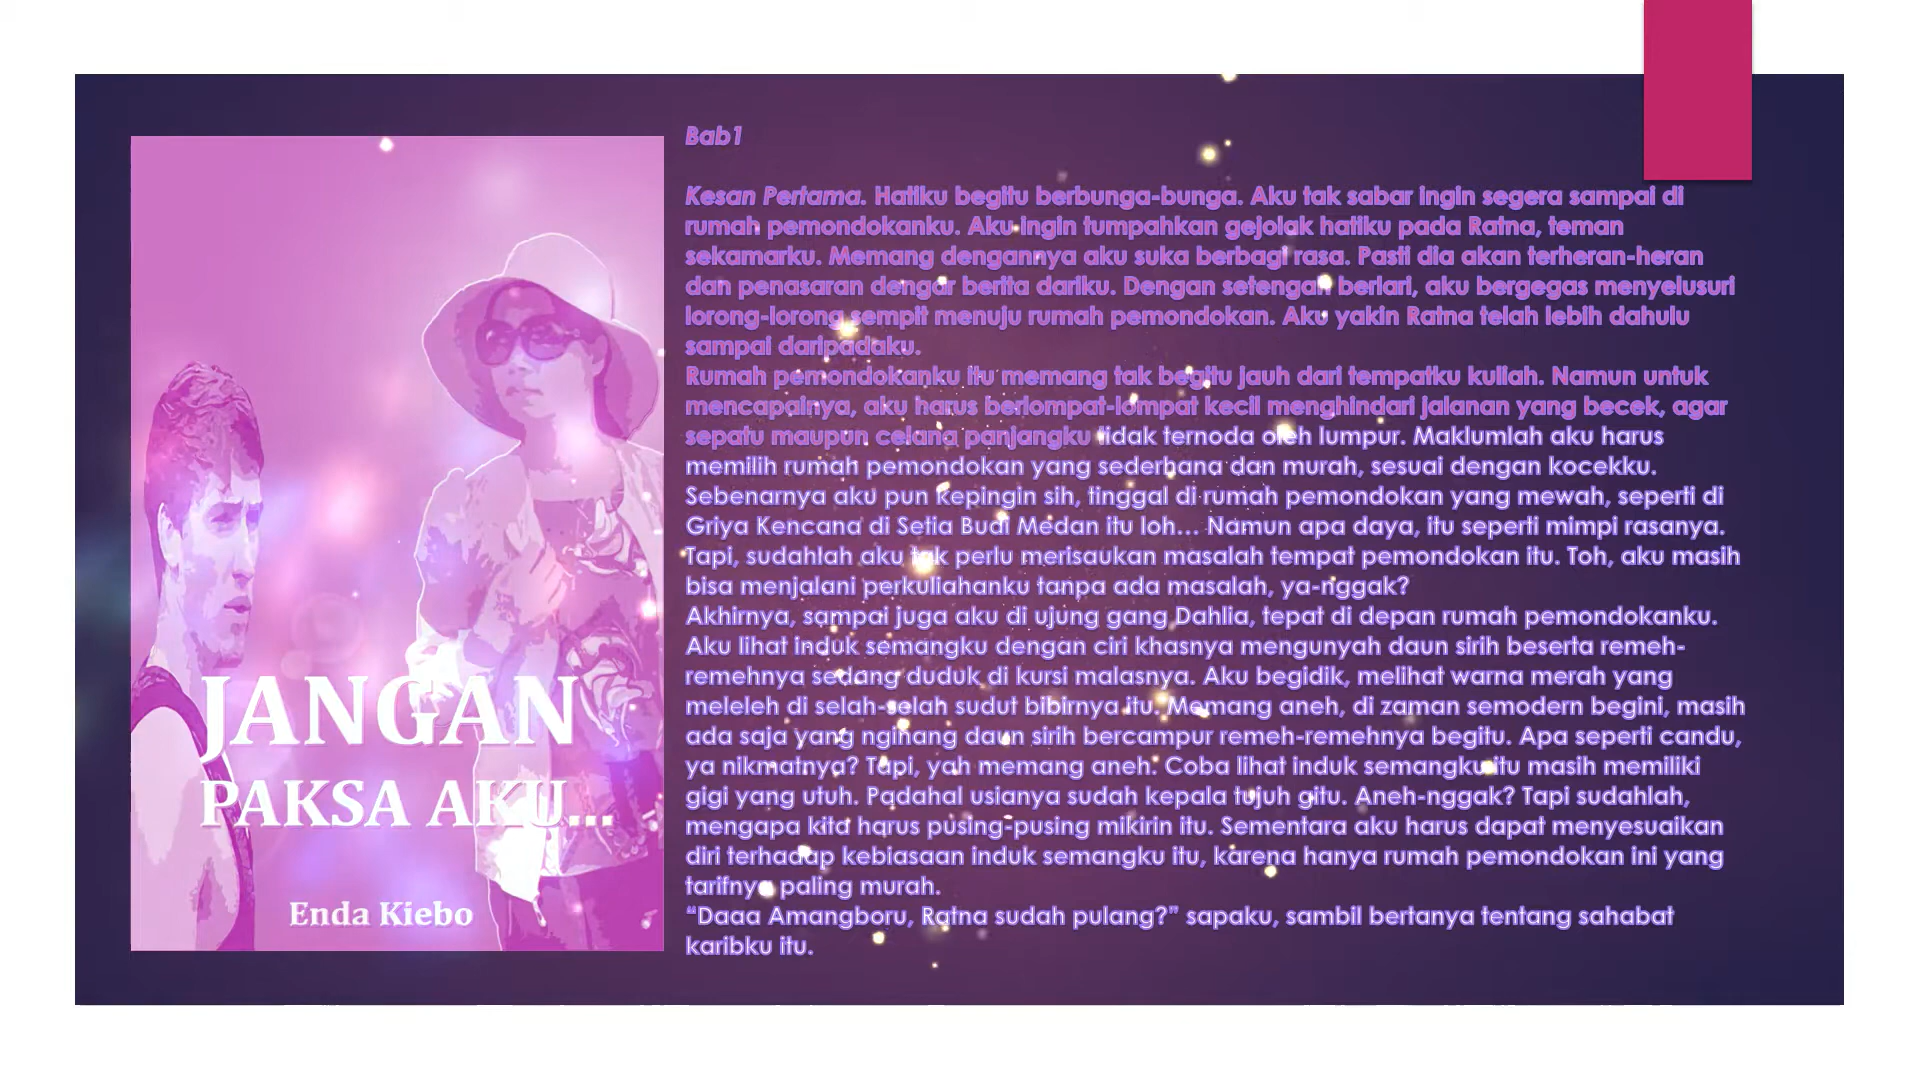 JANGAN
PAKSA AKU...
Enda Kiebo
Bab1
Kesan Pertama. Hatiku begitu berbunga-bunga. Aku tak sabar ingin segera sampai di
rumah pemondokanku. Aku ingin tumpahkan gejolak hatiku pada Ratna, teman
sekamarku. Memang dengannya aku suka berbagi rasa. Pasti dia akan terheran-heran
dan penasaran dengar berita dariku. Dengan setengah berlari, aku bergegas menyelusuri
lorong-lorong sempit menuju rumah pemondokan. Aku yakin Ratna telah lebih dahulu
sampai daripadaku.
Rumah pemondokanku itu memang tak begitu jauh dari tempatku kuliah. Namun untuk
mencapainya, aku harus berlompat-lompat kecil menghindari jalanan yang becek, agar
sepatu maupun celana panjangku tidak ternoda oleh lumpur. Maklumlah aku harus
memilih rumah pemondokan yang sederhana dan murah, sesuai dengan kocekku.
Sebenarnya aku pun kepingin sih, tinggal di rumah pemondokan yang mewah, seperti di
Griya Kencana di Setia Budi Medan itu loh... Namun apa daya, itu seperti mimpi rasanya.
Tapi, sudahlah aku tak perlu merisaukan masalah tempat pemondokan itu. Toh, aku masih
bisa menjalani perkuliahanku tanpa ada masalah, ya-nggak?
Akhirnya, sampai juga aku di ujung gang Dahlia, tepat di depan rumah pemondokanku.
Aku lihat induk semangku dengan ciri khasnya mengunyah daun sirih beserta remeh-
remehnya sedang duduk di kursi malasnya. Aku begidik, melihat warna merah yang
meleleh di selah-selah sudut bibirnya itu. Memang aneh, di zaman semodern begini, masih
ada saja yang nginang daun sirih bercampur remeh-remehnya begitu. Apa seperti candu,
ya nikmatnya? Tapi, yah memang aneh. Coba lihat induk semangku itu masih memiliki
gigi yang utuh. Padahal usianya sudah kepala tujuh gitu. Aneh-nggak? Tapi sudahlah,
mengapa kita harus pusing-pusing mikirin itu. Sementara aku harus dapat menyesuaikan
diri terhadap kebiasaan induk semangku itu, karena hanya rumah pemondokan ini yang
tarifnya paling murah.
“Daaa Amangboru, Ratna sudah pulang?” sapaku, sambil bertanya tentang sahabat
karibku itu.